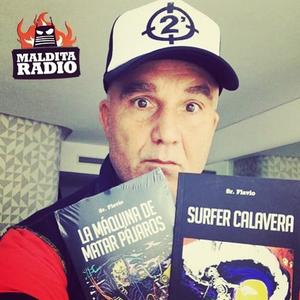 MALDITA
RADIO
2'
Sr. Flavio
LA MÁQUINA DE
MATAR PÁJAROS
Sr. Flavio
SURFER CALAVERA